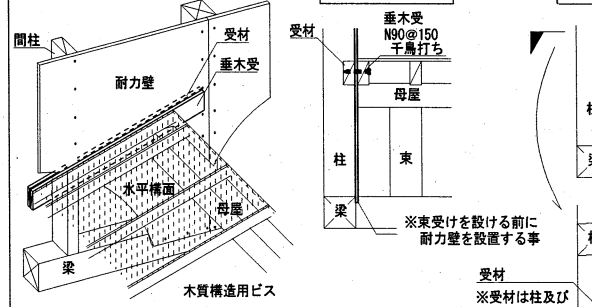 間柱
受材
垂木受
耐力壁
水平構面
母屋
梁
木質構造用ビス
受材
垂木受
N90@150
千鳥打ち
母屋
柱
束
梁
※束受けを設ける前に
耐力壁を設置する事
受材
※受材は柱及び